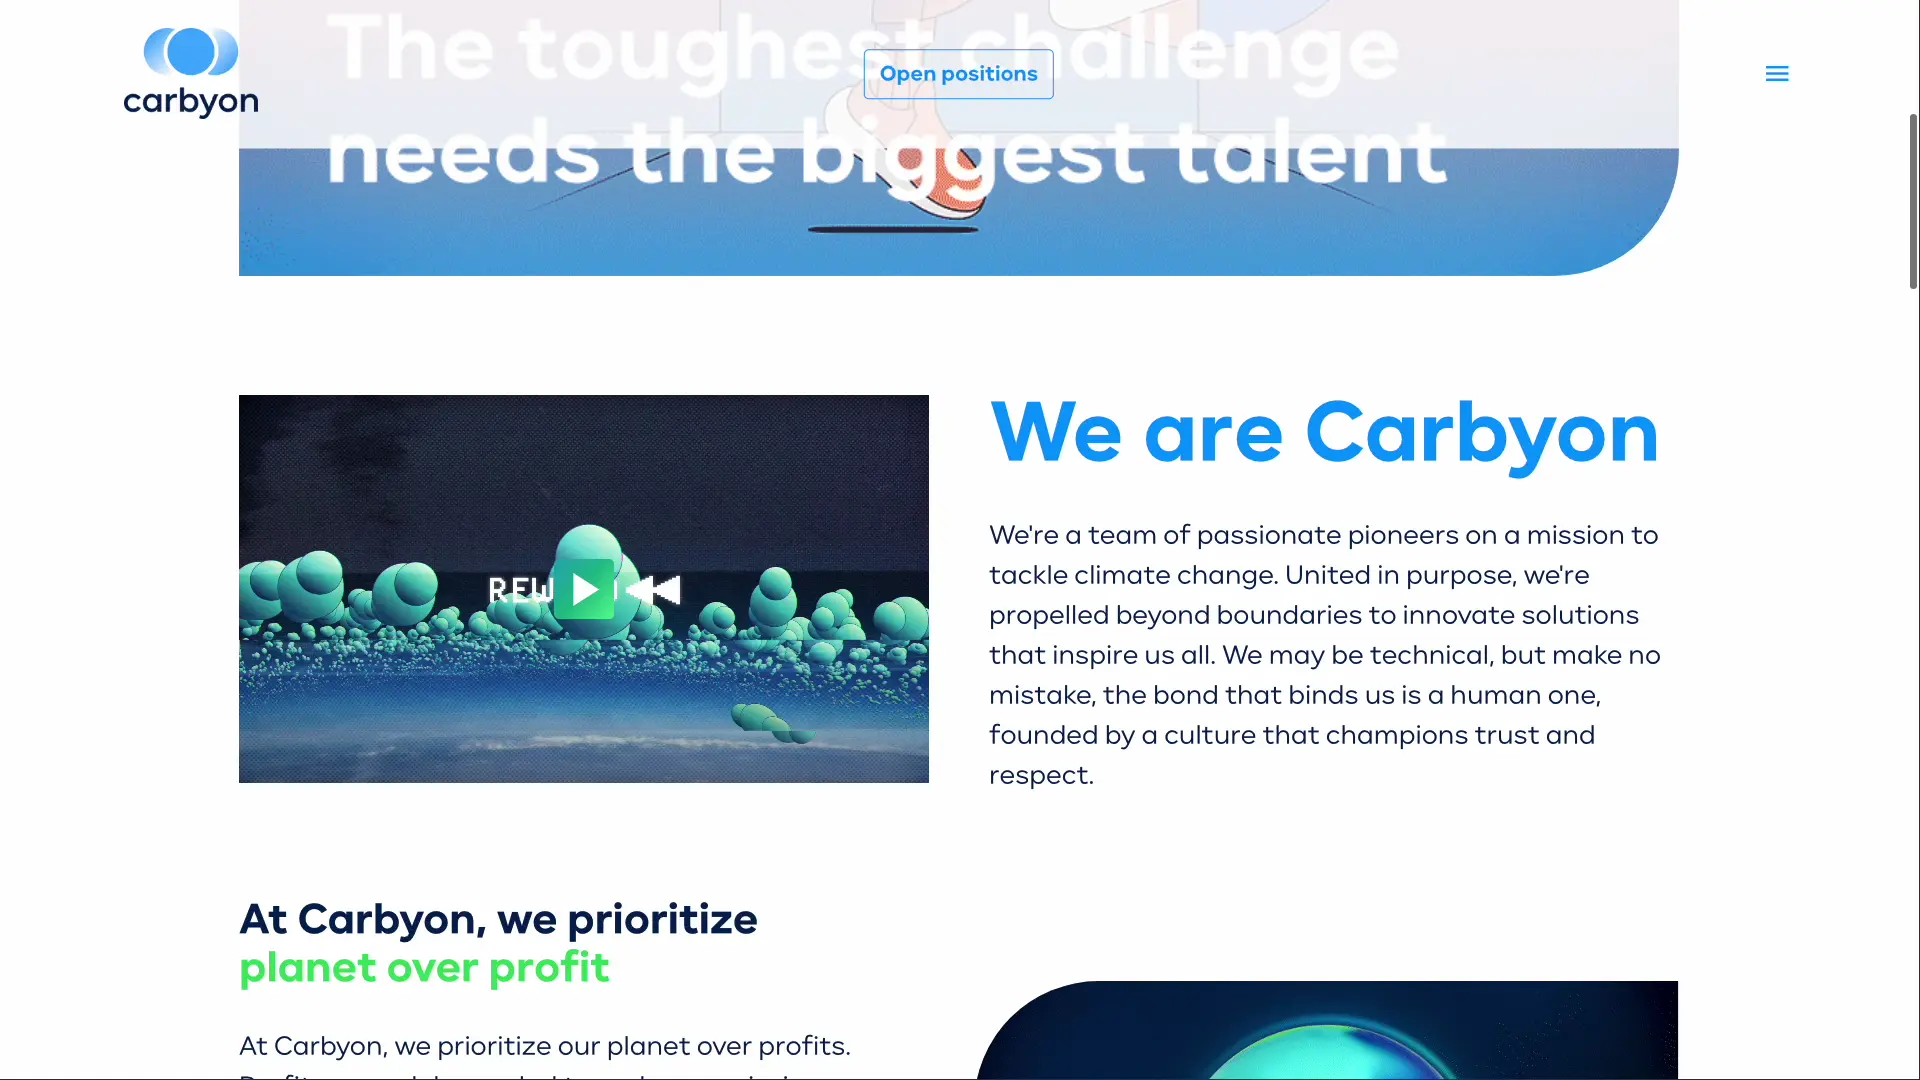 The toughest challenge
needs the biggest talent
carbyon
Open positions
REW
We are Carbyon
We're a team of passionate pioneers on a mission to
tackle climate change. United in purpose, we're
propelled beyond boundaries to innovate solutions
that inspire us all. We may be technical, but make no
mistake, the bond that binds us is a human one,
founded by a culture that champions trust and
respect.
At Carbyon, we prioritize
planet over profit
At Carbyon, we prioritize our planet over profits.